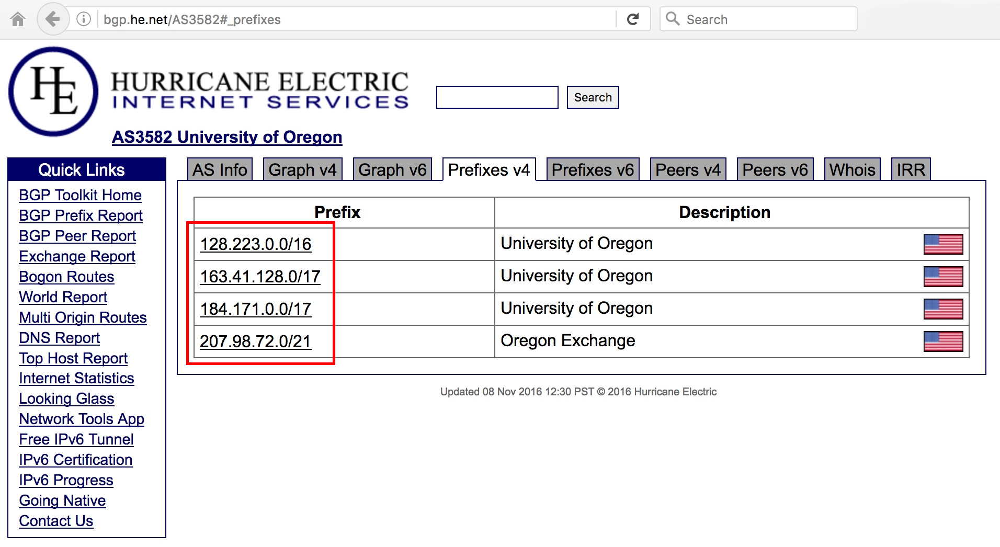 bgp.he.net/AS3582#_prefixes
Search
HE
HURRICANE ELECTRIC
INTERNET SERVICES
Search
AS3582 University of Oregon
Quick Links
BGP Toolkit Home
BGP Prefix Report
BGP Peer Report
Exchange Report
Bogon Routes
World Report
Multi Origin Routes
DNS Report
Top Host Report
Internet Statistics
Looking Glass
Network Tools App
Free IPv6 Tunnel
IPv6 Certification
IPv6 Progress
Going Native
Contact Us
AS Info Graph v4 Graph v6 Prefixes v4 Prefixes v6 Peers v4 Peers v6 Whois IRR
Prefix Description
128.223.0.0/16 University of Oregon
163.41.128.0/17 University of Oregon
184.171.0.0/17 University of Oregon
207.98.72.0/21 Oregon Exchange
Updated 08 Nov 2016 12:30 PST © 2016 Hurricane Electric